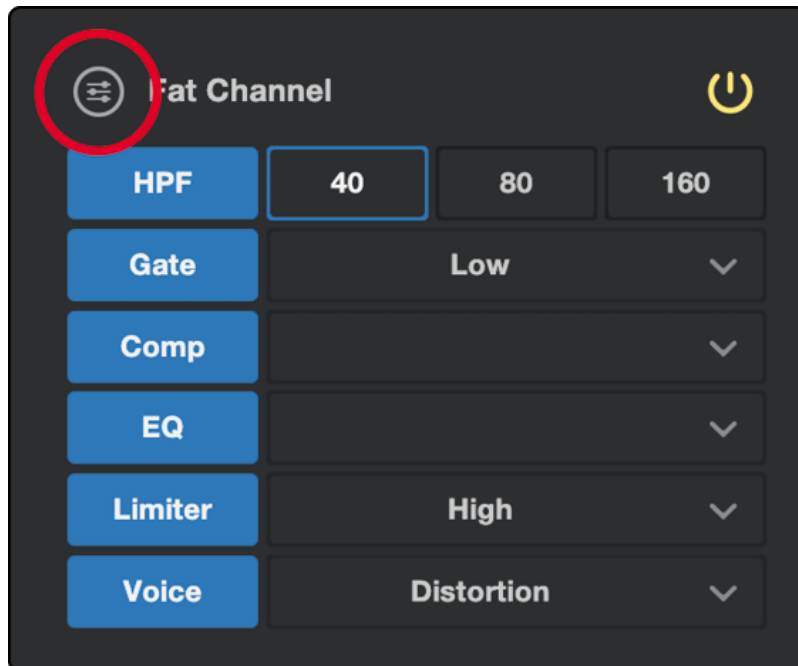 Fat Channel
HPF 40 80 160
Gate Low
Comp
EQ
Limiter High
Voice Distortion